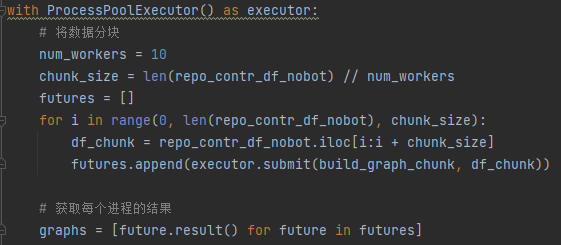 with ProcessPoolExecutor() as executor:
    # 将数据分块
    num_workers = 10
    chunk_size = len(repo_contr_df_nobot) // num_workers
    futures = []
    for i in range(0, len(repo_contr_df_nobot), chunk_size):
        df_chunk = repo_contr_df_nobot.iloc[i:i + chunk_size]
        futures.append(executor.submit(build_graph_chunk, df_chunk))

    # 获取每个进程的结果
    graphs = [future.result() for future in futures]